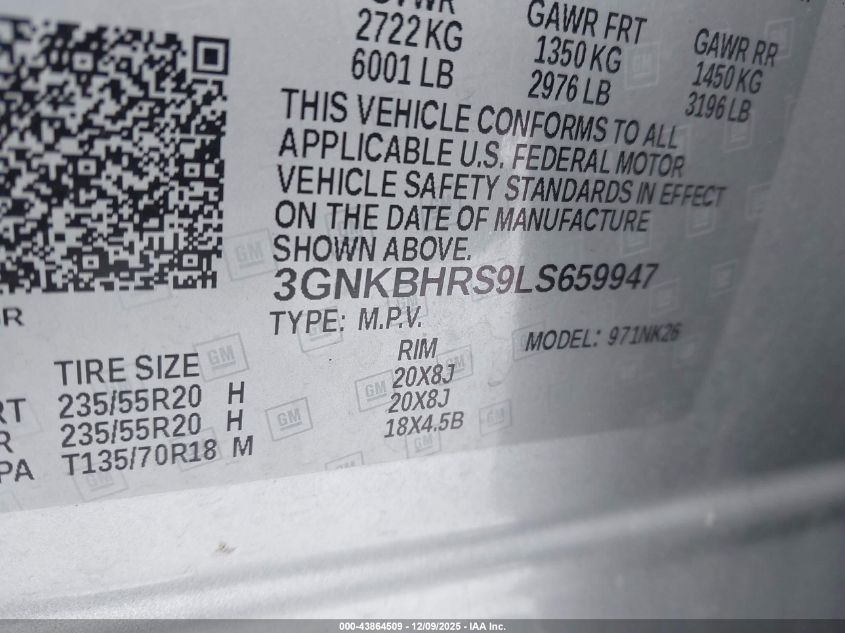 2722 KG
6001 LB
GAWR FRT
1350 KG
2976 LB
GAWR RR
1450 KG
3196 LB
THIS VEHICLE CONFORMS TO ALL
APPLICABLE U.S. FEDERAL MOTOR
VEHICLE SAFETY STANDARDS IN EFFECT
ON THE DATE OF MANUFACTURE
SHOWN ABOVE.
3GNKBHRS9LS659947
TYPE: M.P.V.
MODEL: 971NK26
TIRE SIZE RIM
RT 235/55R20 H 20X8J
R 235/55R20 H 20X8J
PA T135/70R18 M 18X4.5B
GM
000-43864509 - 12/09/2025 - IAA Inc.